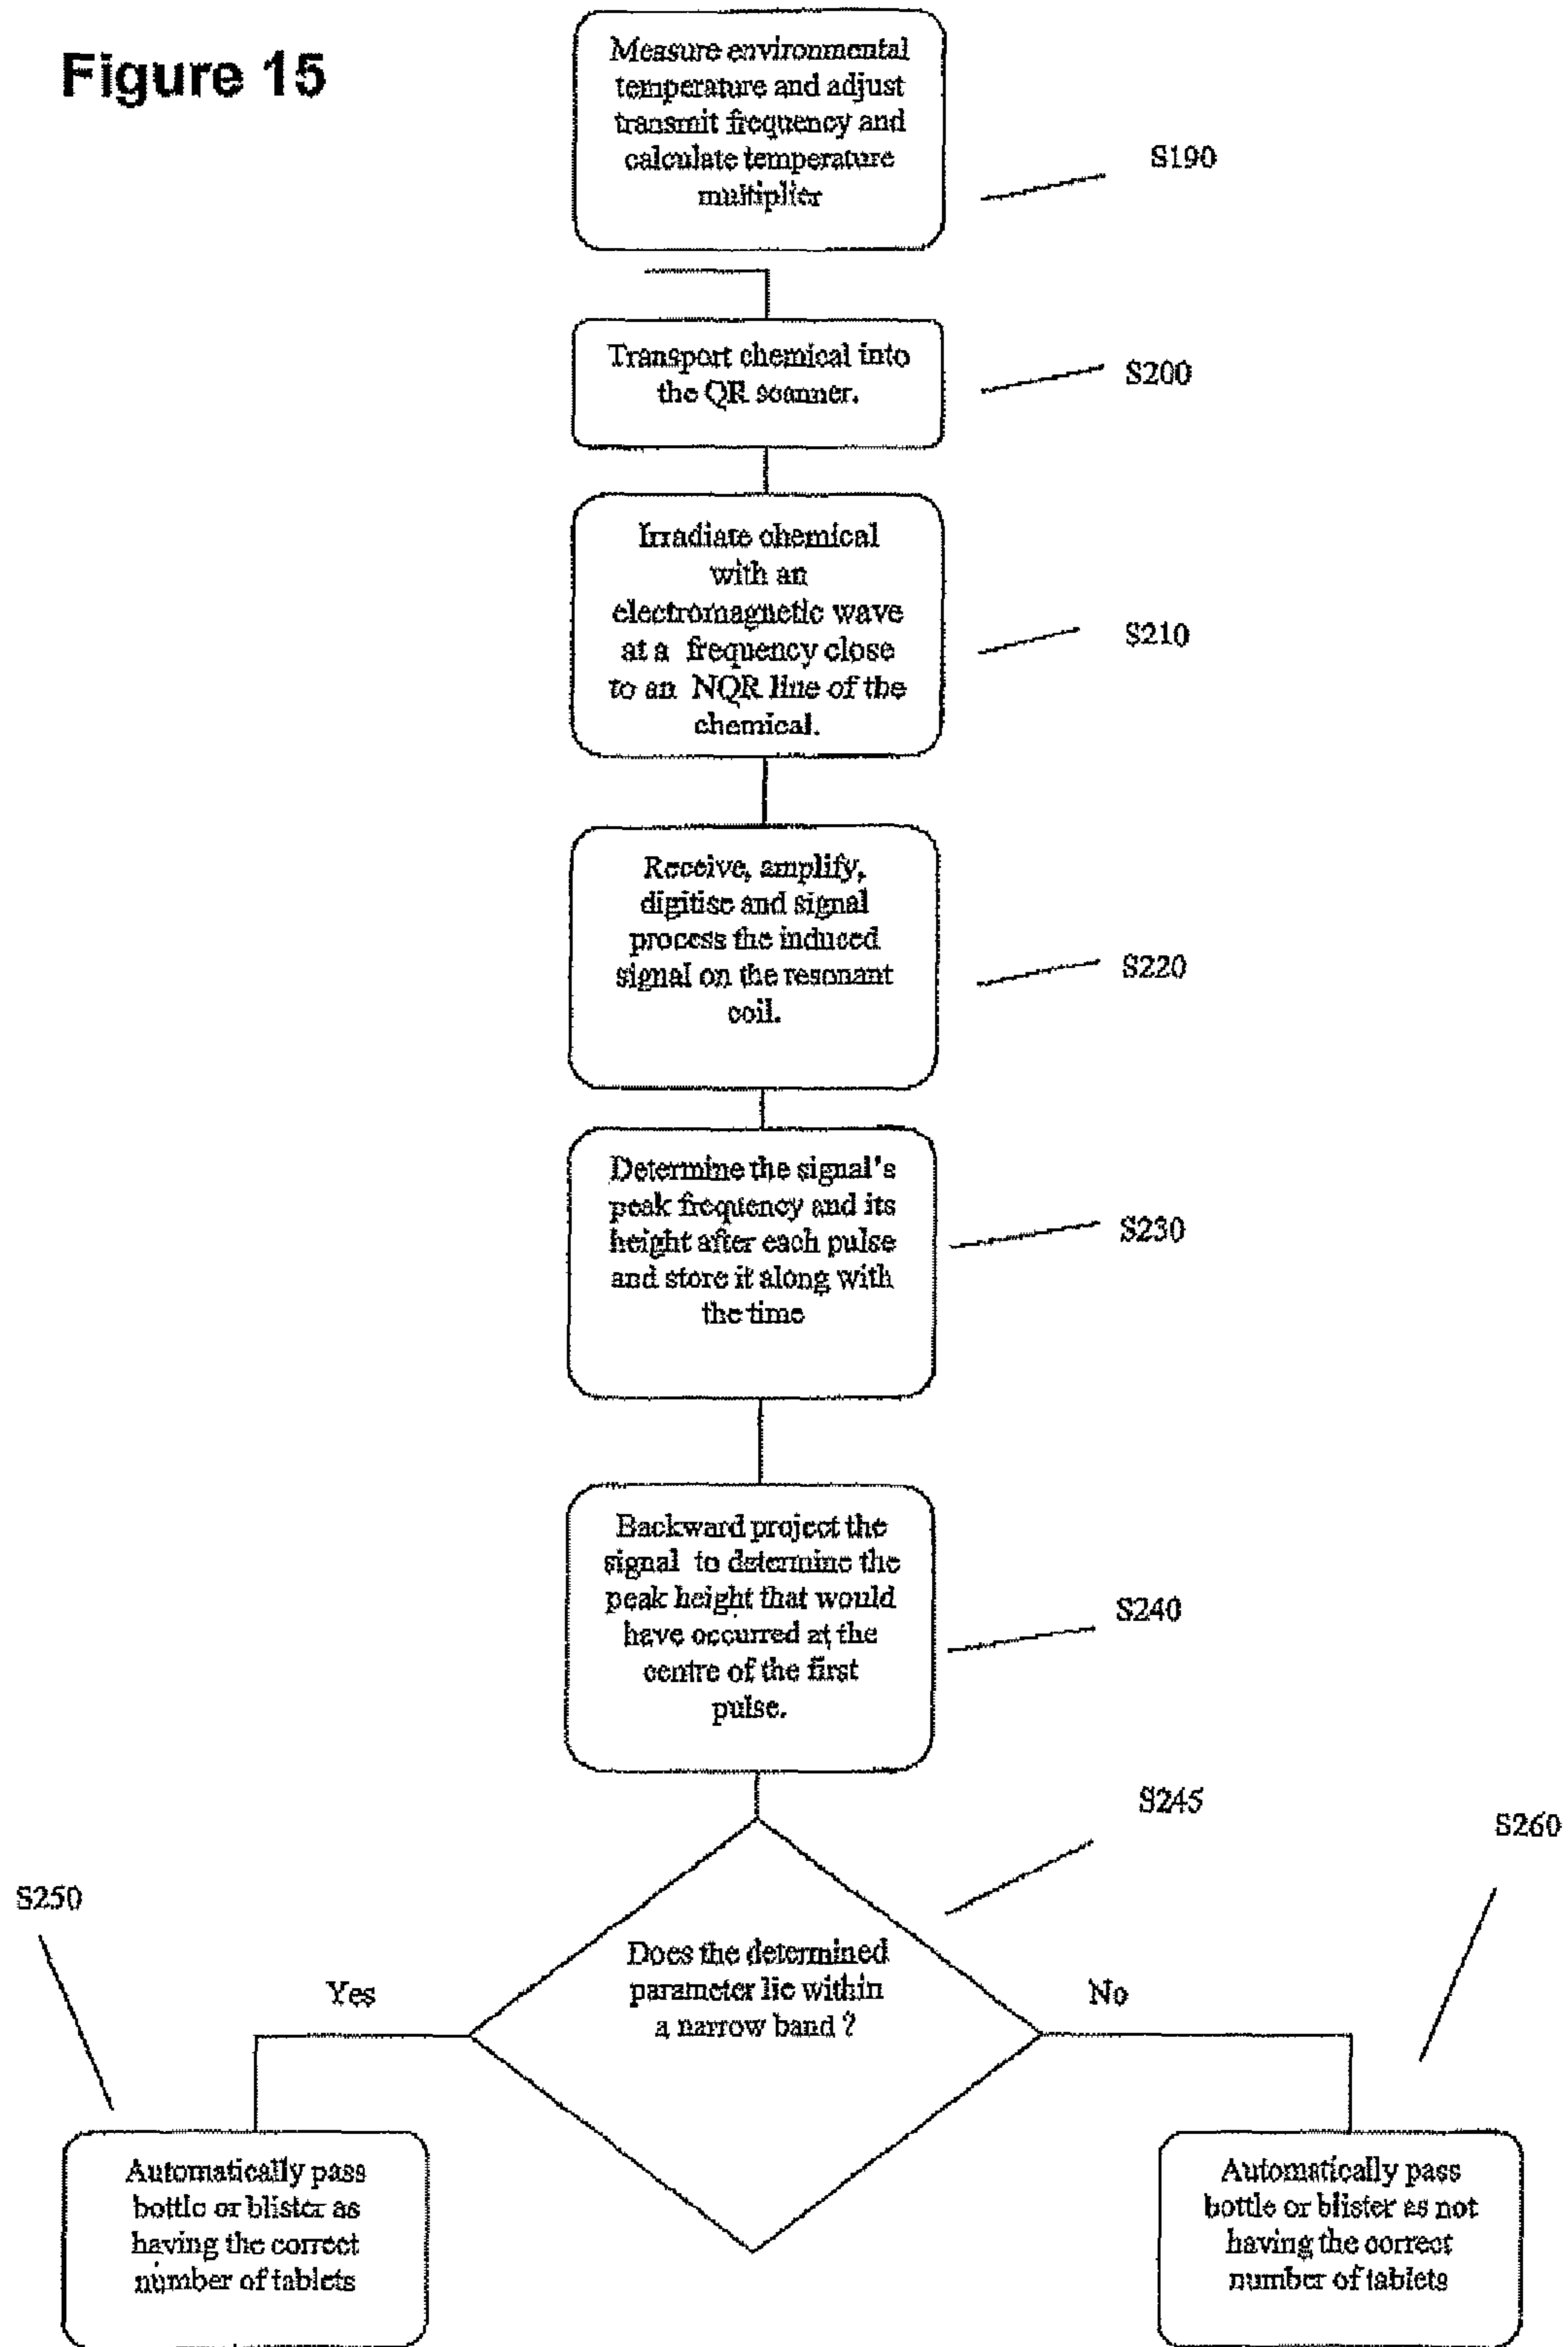 Figure 15
Measure environmental
temperature and adjust
transmit frequency and
calculate temperature
multiplier
S190
Transport chemical into
the QR scanner.
S200
Irradiate chemical
with an
electromagnetic wave
at a frequency close
to an NQR line of the
chemical.
S210
Receive, amplify,
digitise and signal
process the induced
signal on the resonant
coil.
S220
Determine the signal's
peak frequency and its
height after each pulse
and store it along with
the time
S230
Backward project the
signal to determine the
peak height that would
have occurred at the
centre of the first
pulse.
S240
S245
S260
S250
Does the determined
parameter lie within
a narrow band ?
Yes
No
Automatically pass
bottle or blister as
having the correct
number of tablets
Automatically pass
bottle or blister as not
having the correct
number of tablets